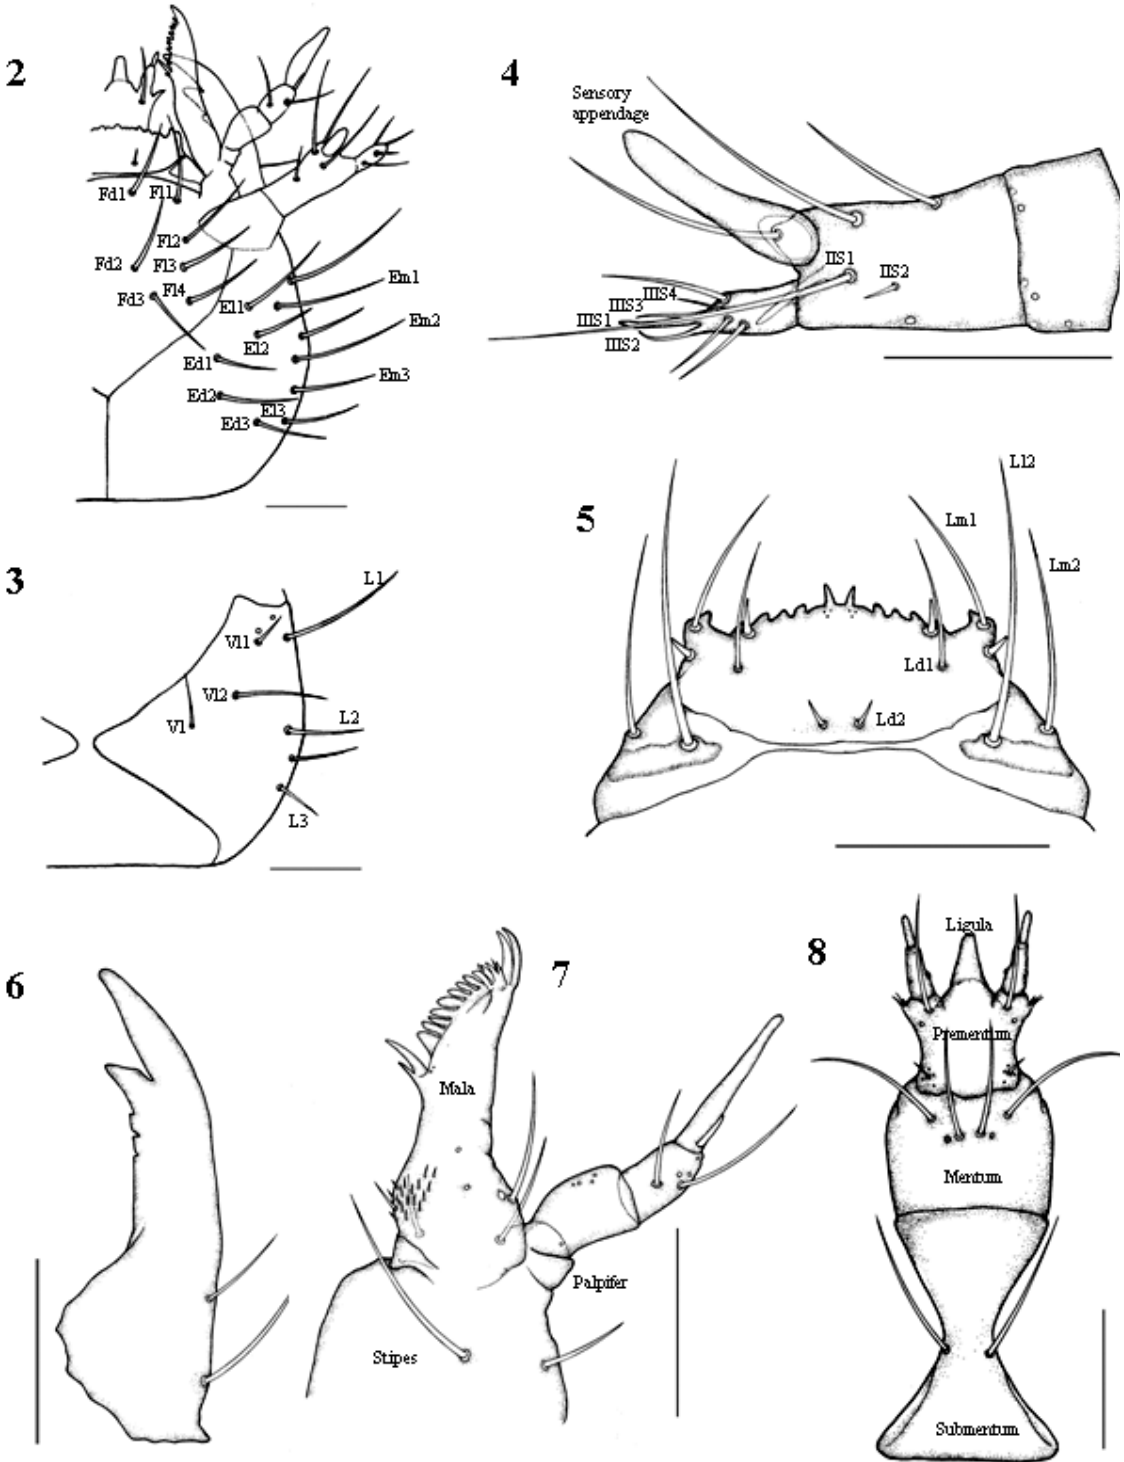 2
Fd1
Fl1
Fl2
Fd2
Fl3
Fl4
Fd3
El1
Em1
El2
Em2
Ed1
Em3
Ed2
El3
Ed3
3
L1
Vl1
Vl2
V1
L2
L3
4
Sensory
appendage
IIS1
IIS2
IIIS4
IIIS3
IIIS1
IIIS2
5
Ll2
Lm1
Lm2
Ld1
Ld2
6
7
Mala
Palpifer
Stipes
8
Ligula
Prementum
Mentum
Submentum